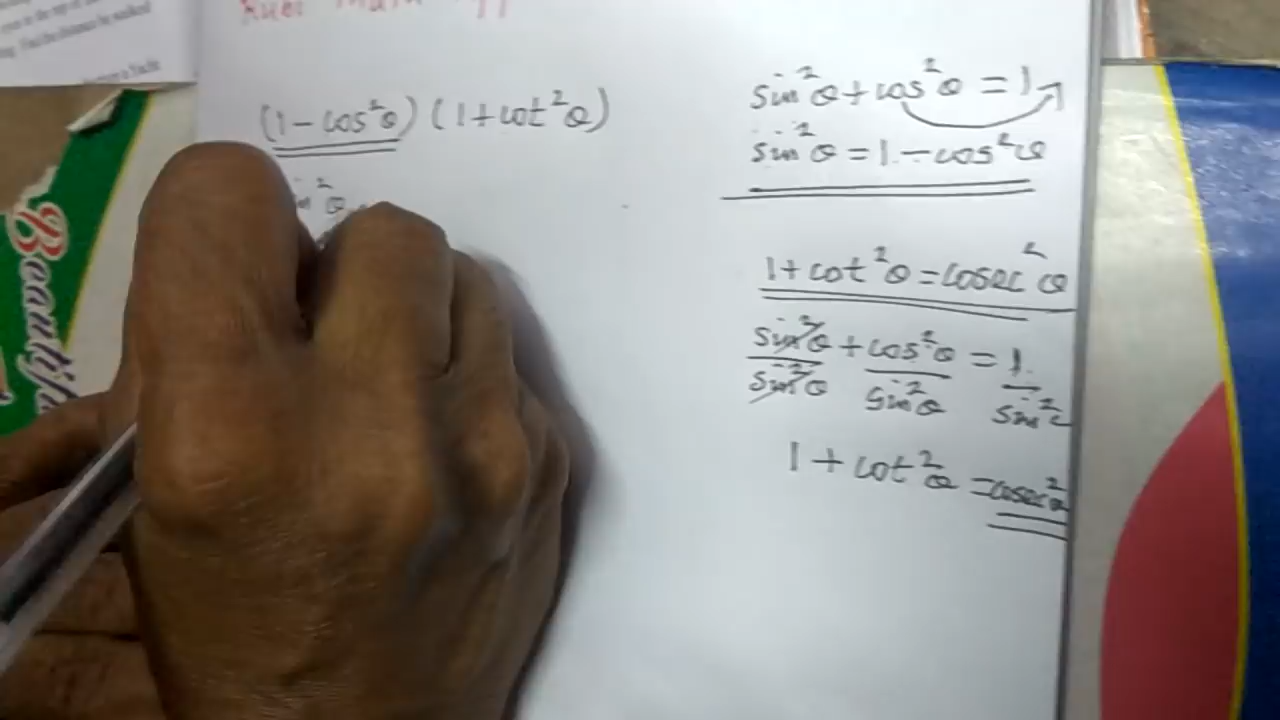 (1 - cos²θ) (1 + cot²θ)
sin²θ + cos²θ = 1
sin²θ = 1 - cos²θ
1 + cot²θ = cosec²θ
sin²θ/sin²θ + cos²θ/sin²θ = 1/sin²
1 + cot²θ = cosec²θ